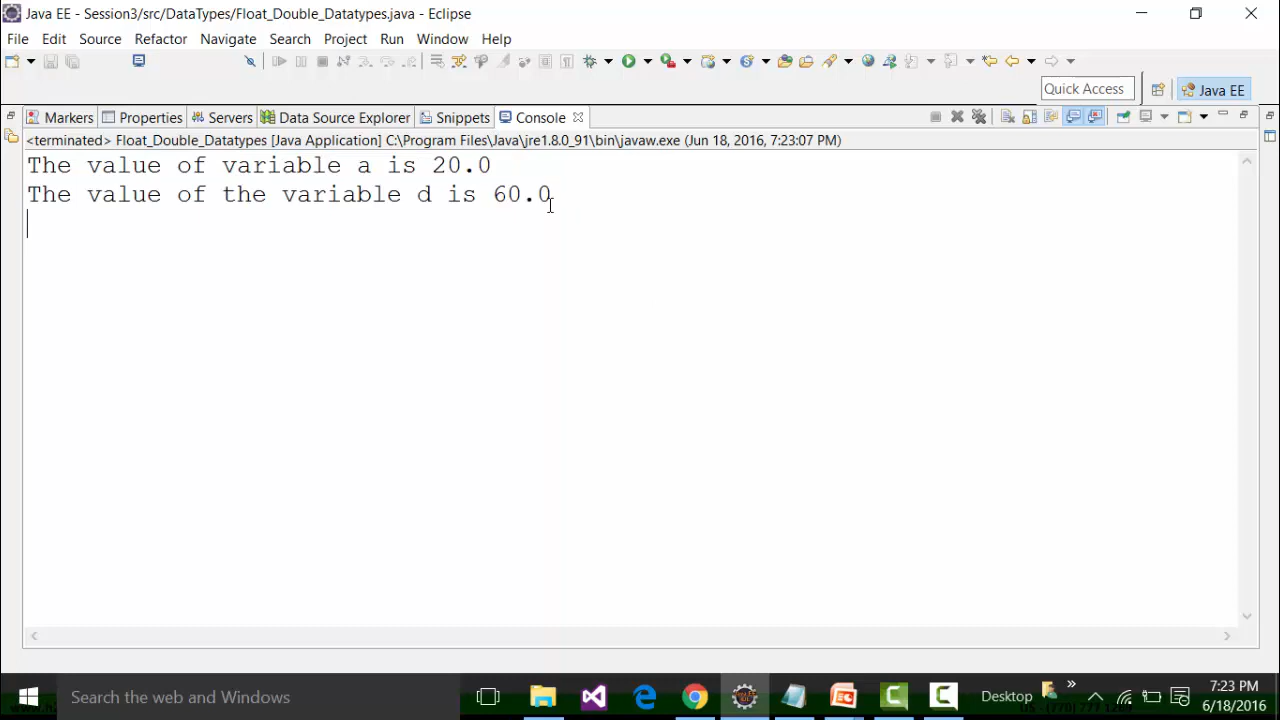 Java EE - Session3/src/DataTypes/Float_Double_Datatypes.java - Eclipse
File Edit Source Refactor Navigate Search Project Run Window Help
Quick Access
Java EE
Markers Properties Servers Data Source Explorer Snippets Console
<terminated> Float_Double_Datatypes [Java Application] C:\Program Files\Java\jre1.8.0_91\bin\javaw.exe (Jun 18, 2016, 7:23:07 PM)
The value of variable a is 20.0
The value of the variable d is 60.0
Search the web and Windows
Desktop
7:23 PM
6/18/2016